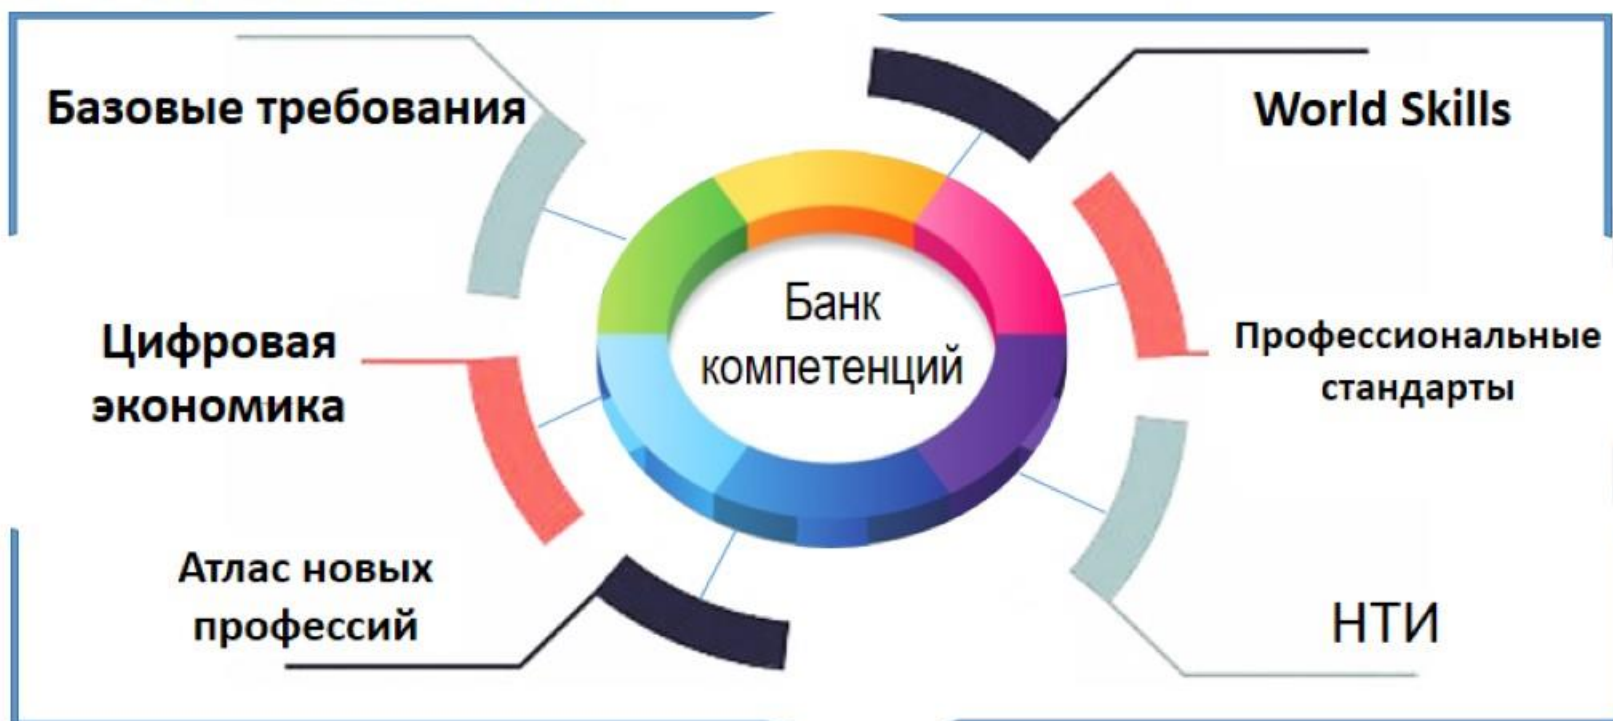 Базовые требования
World Skills
Банк
компетенций
Цифровая
экономика
Профессиональные
стандарты
Атлас новых
профессий
НТИ